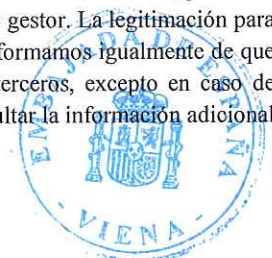 e gestor. La legitimación para
formamos igualmente de que
terceros, excepto en caso de
ultar la información adicional
EMBAJADA DE ESPAÑA
- VIENA -